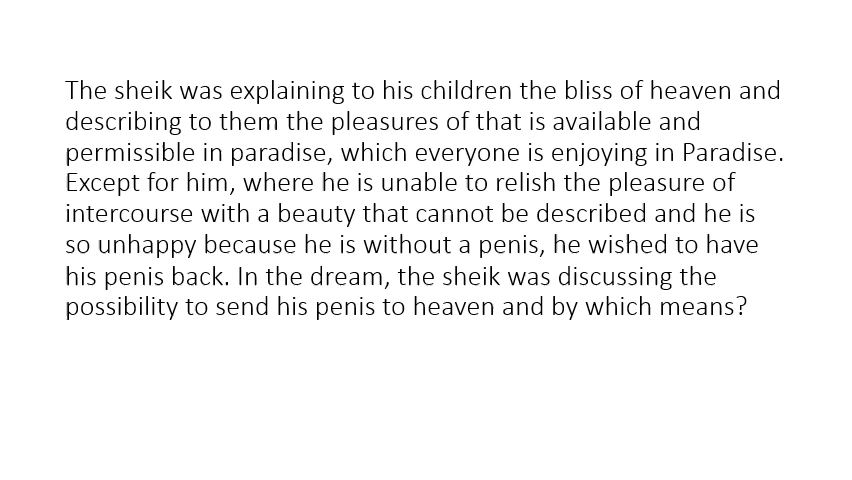 The sheik was explaining to his children the bliss of heaven and
describing to them the pleasures of that is available and
permissible in paradise, which everyone is enjoying in Paradise.
Except for him, where he is unable to relish the pleasure of
intercourse with a beauty that cannot be described and he is
so unhappy because he is without a penis, he wished to have
his penis back. In the dream, the sheik was discussing the
possibility to send his penis to heaven and by which means?